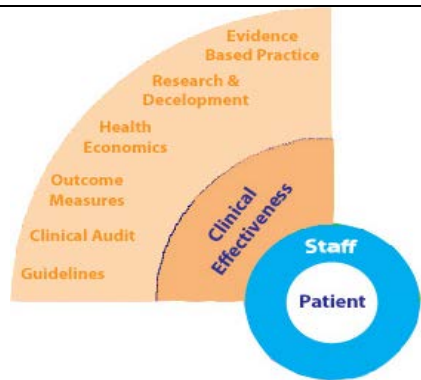 Evidence
Based Practice
Research &
Decelopment
Health
Economics
Outcome
Measures
Clinical Audit
Guidelines
Clinical
Effectiveness
Staff
Patient